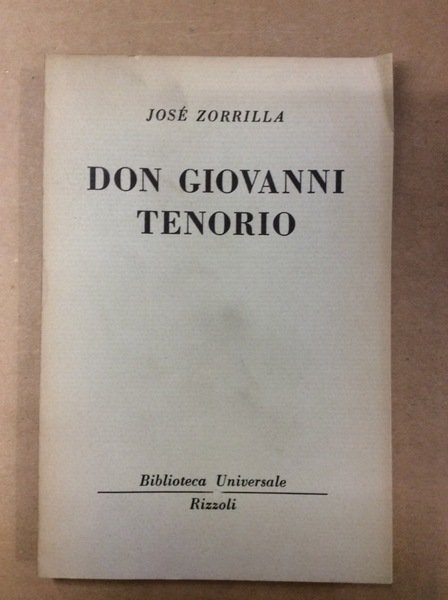 JOSÉ ZORRILLA
DON GIOVANNI
TENORIO
Biblioteca Universale
Rizzoli